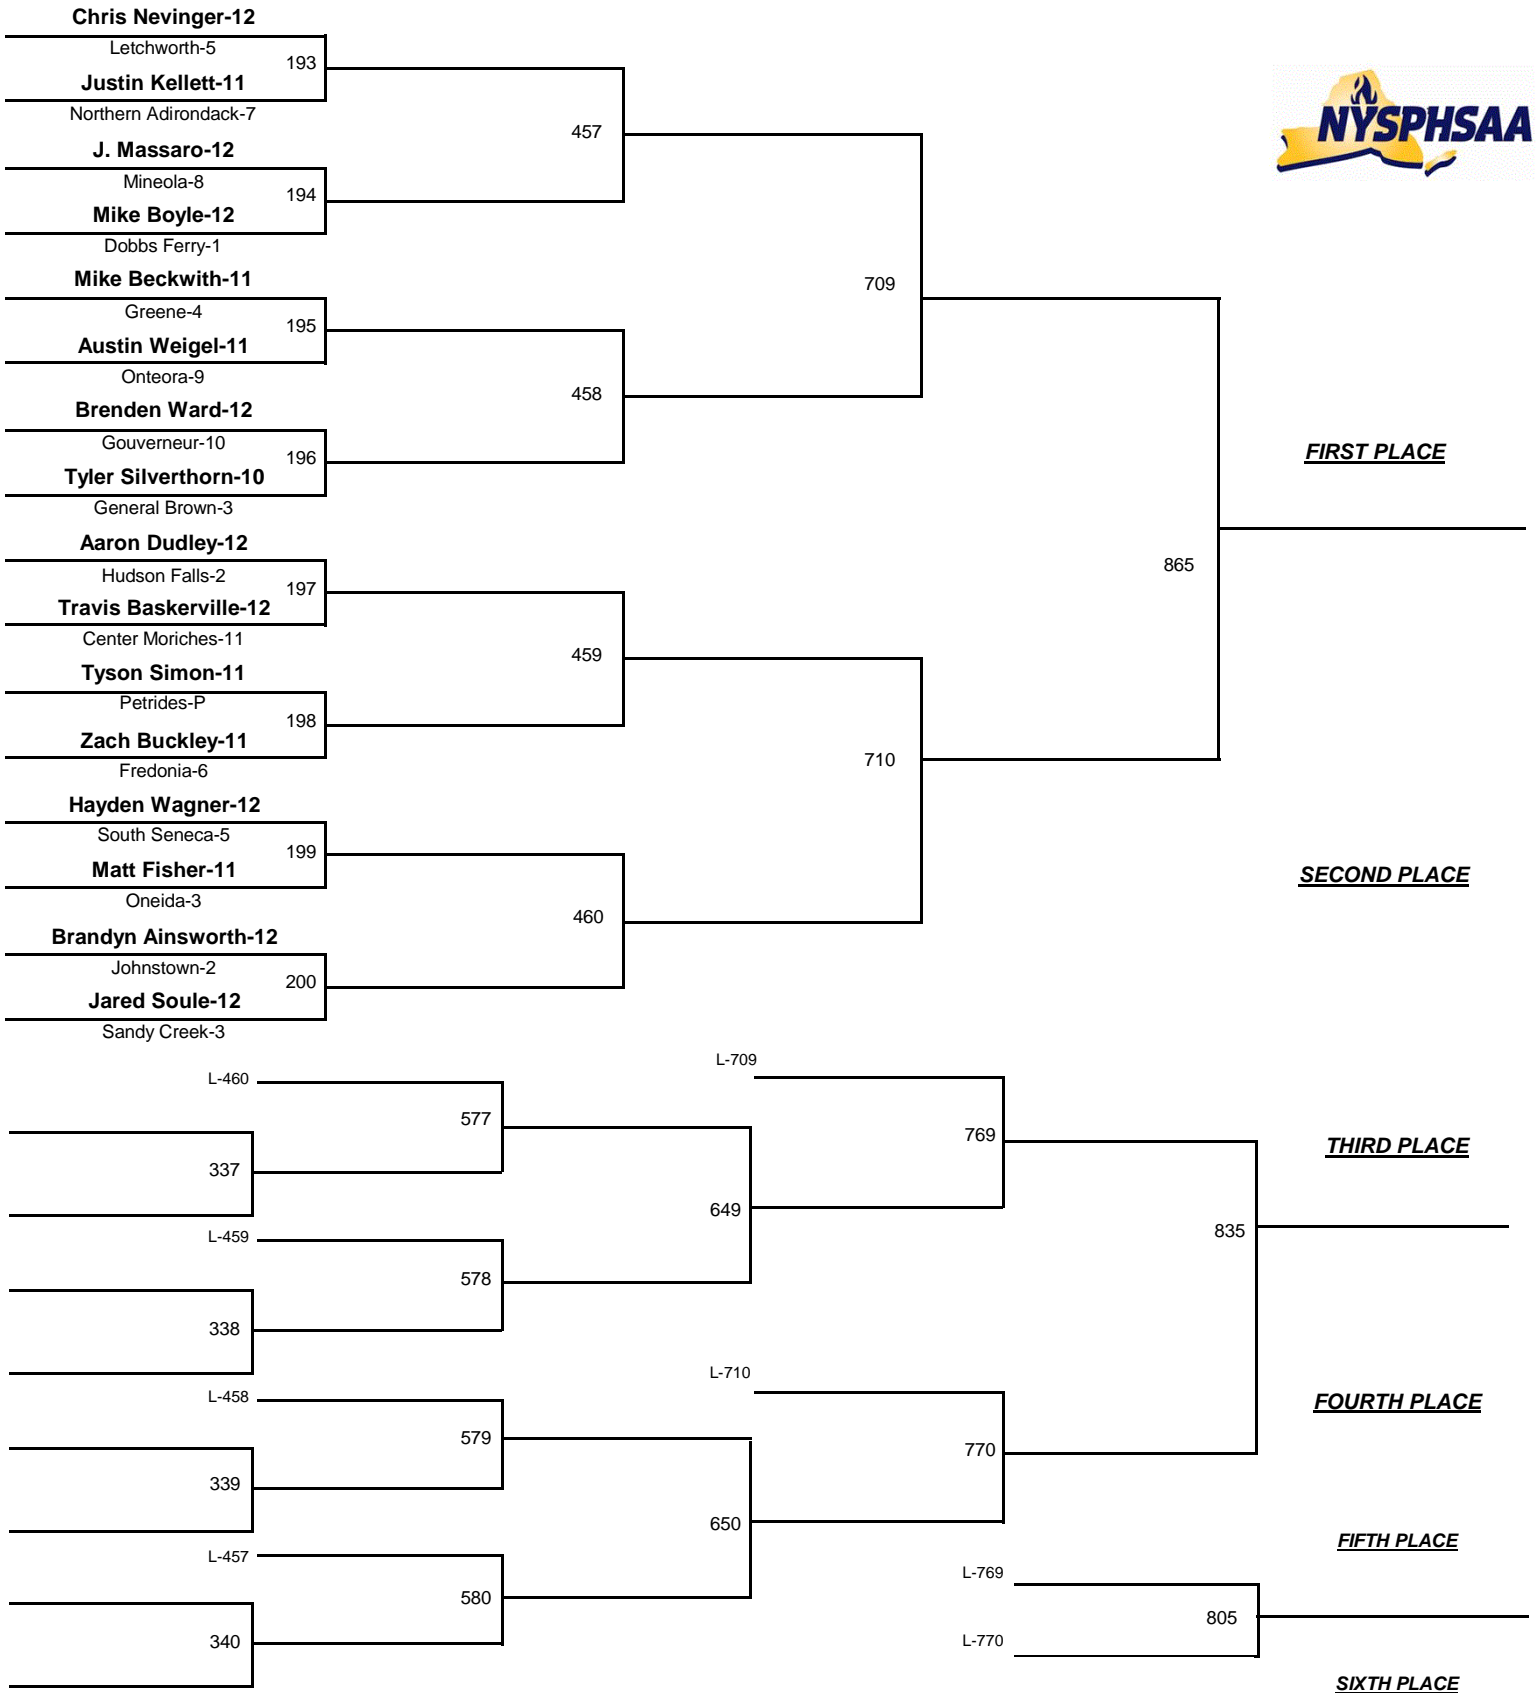 Chris Nevinger-12
Letchworth-5
193
Justin Kellett-11
Northern Adirondack-7
457
J. Massaro-12
Mineola-8
194
Mike Boyle-12
Dobbs Ferry-1
NYSPHSAA
Mike Beckwith-11
709
Greene-4
195
Austin Weigel-11
Onteora-9
458
Brenden Ward-12
Gouverneur-10
196
Tyler Silverthorn-10
General Brown-3
FIRST PLACE
Aaron Dudley-12
865
Hudson Falls-2
197
Travis Baskerville-12
Center Moriches-11
459
Tyson Simon-11
Petrides-P
198
Zach Buckley-11
Fredonia-6
710
Hayden Wagner-12
South Seneca-5
199
Matt Fisher-11
Oneida-3
SECOND PLACE
460
Brandyn Ainsworth-12
Johnstown-2
200
Jared Soule-12
Sandy Creek-3
L-709
L-460
577
769
THIRD PLACE
337
649
L-459
835
578
338
L-710
L-458
FOURTH PLACE
579
770
339
650
FIFTH PLACE
L-457
L-769
580
805
340
L-770
SIXTH PLACE